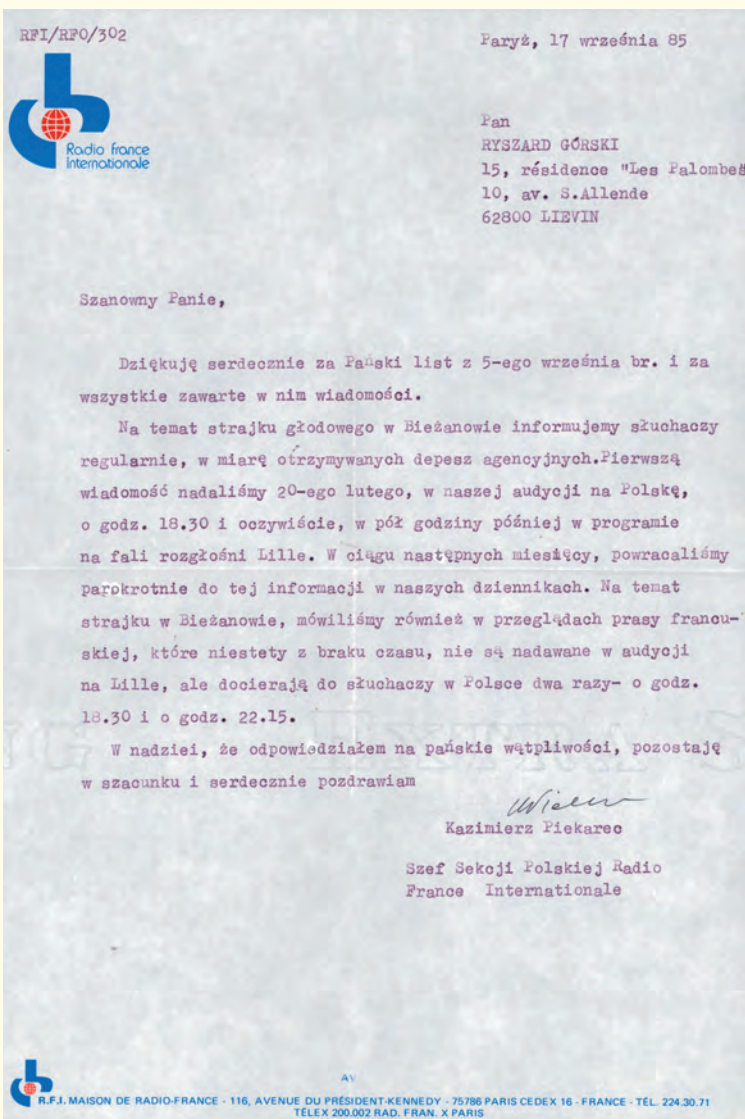 RFI/RFO/302
Paryż, 17 września 85
Radio france
Internationale
Pan
RYSZARD GÓRSKI
15, résidence "Les Palombes
10, av. S.Allende
62800 LIEVIN
Szanowny Panie,
Dziękuję serdecznie za Pański list z 5-ego września br. i za
wszystkie zawarte w nim wiadomości.
Na temat strajku głodowego w Bieżanowie informujemy słuchaczy
regularnie, w miarę otrzymywanych depesz agencyjnych.Pierwszą
wiadomość nadaliśmy 20-ego lutego, w naszej audycji na Polskę,
o godz. 18.30 i oczywiście, w pół godziny później w programie
na fali rozgłośni Lille. W ciągu następnych miesięcy, powracaliśmy
parokrotnie do tej informacji w naszych dziennikach. Na temat
strajku w Bieżanowie, mówiliśmy również w przeglądach prasy francu-
skiej, które niestety z braku czasu, nie są nadawane w audycji
na Lille, ale docierają do słuchaczy w Polsce dwa razy- o godz.
18.30 i o godz. 22.15.
W nadziei, że odpowiedziałem na pańskie wątpliwości, pozostaję
w szacunku i serdecznie pozdrawiam
Kazimierz Piekarec
Szef Sekcji Polskiej Radio
France Internationale
AV
R.F.I. MAISON DE RADIO-FRANCE - 116, AVENUE DU PRÉSIDENT-KENNEDY - 75786 PARIS CEDEX 16 - FRANCE - TÉL. 224.30.71
TÉLEX 200.002 RAD. FRAN. X PARIS